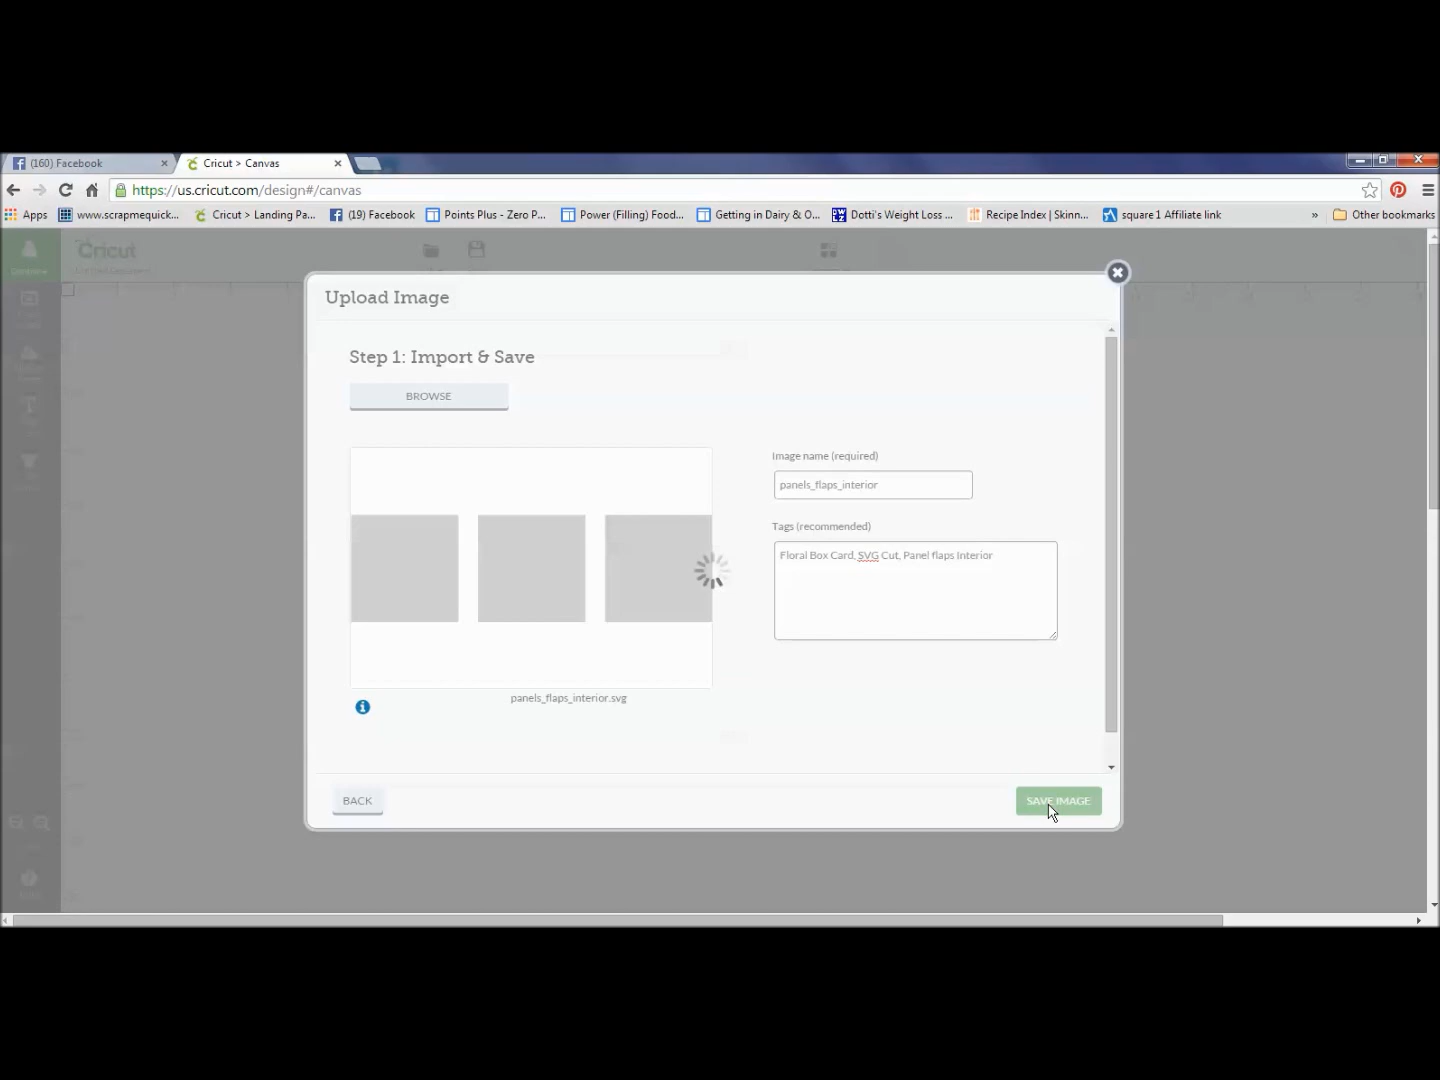 (160) Facebook
Cricut > Canvas
https://us.cricut.com/design#/canvas
Apps
www.scrapmequick...
Cricut > Landing Pa...
(19) Facebook
Points Plus - Zero P...
Power (Filling) Food...
Getting in Dairy & O...
Dotti's Weight Loss ...
Recipe Index | Skinn...
square 1 Affiliate link
»
Other bookmarks
Cricut
Upload Image
Step 1: Import & Save
BROWSE
Image name (required)
panels_flaps_interior
Tags (recommended)
Floral Box Card, SVG Cut, Panel flaps Interior
panels_flaps_interior.svg
BACK
SAVE IMAGE